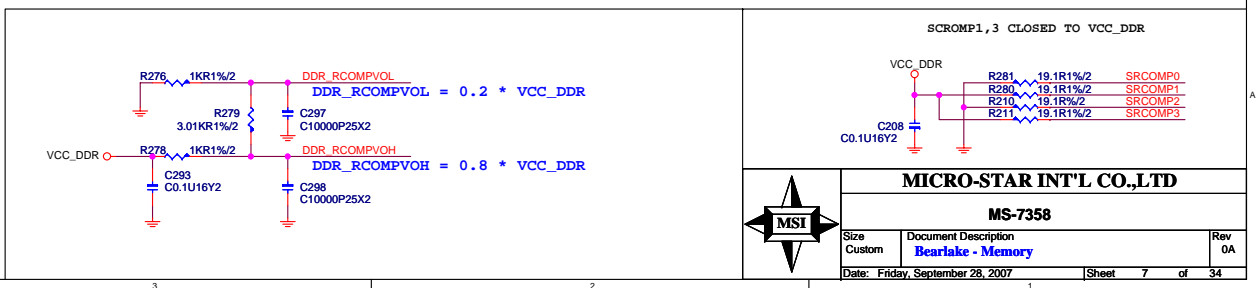 SCROMP1,3 CLOSED TO VCC_DDR
R276 1KR1%/2 DDR_RCOMPVOL
DDR_RCOMPVOL = 0.2 * VCC_DDR
R279
3.01KR1%/2
C297
C10000P25X2
VCC_DDR R278 1KR1%/2 DDR_RCOMPVOH
DDR_RCOMPVOH = 0.8 * VCC_DDR
C293
C0.1U16Y2
C298
C10000P25X2
VCC_DDR
R281 19.1R1%/2 SRCOMP0
R280 19.1R1%/2 SRCOMP1
R210 19.1R%/2 SRCOMP2
R211 19.1R1%/2 SRCOMP3
C208
C0.1U16Y2
A
MSI
MICRO-STAR INT'L CO.,LTD
MS-7358
Size
Custom
Document Description
Bearlake - Memory
Rev
0A
Date: Friday, September 28, 2007 Sheet 7 of 34
3 2 1